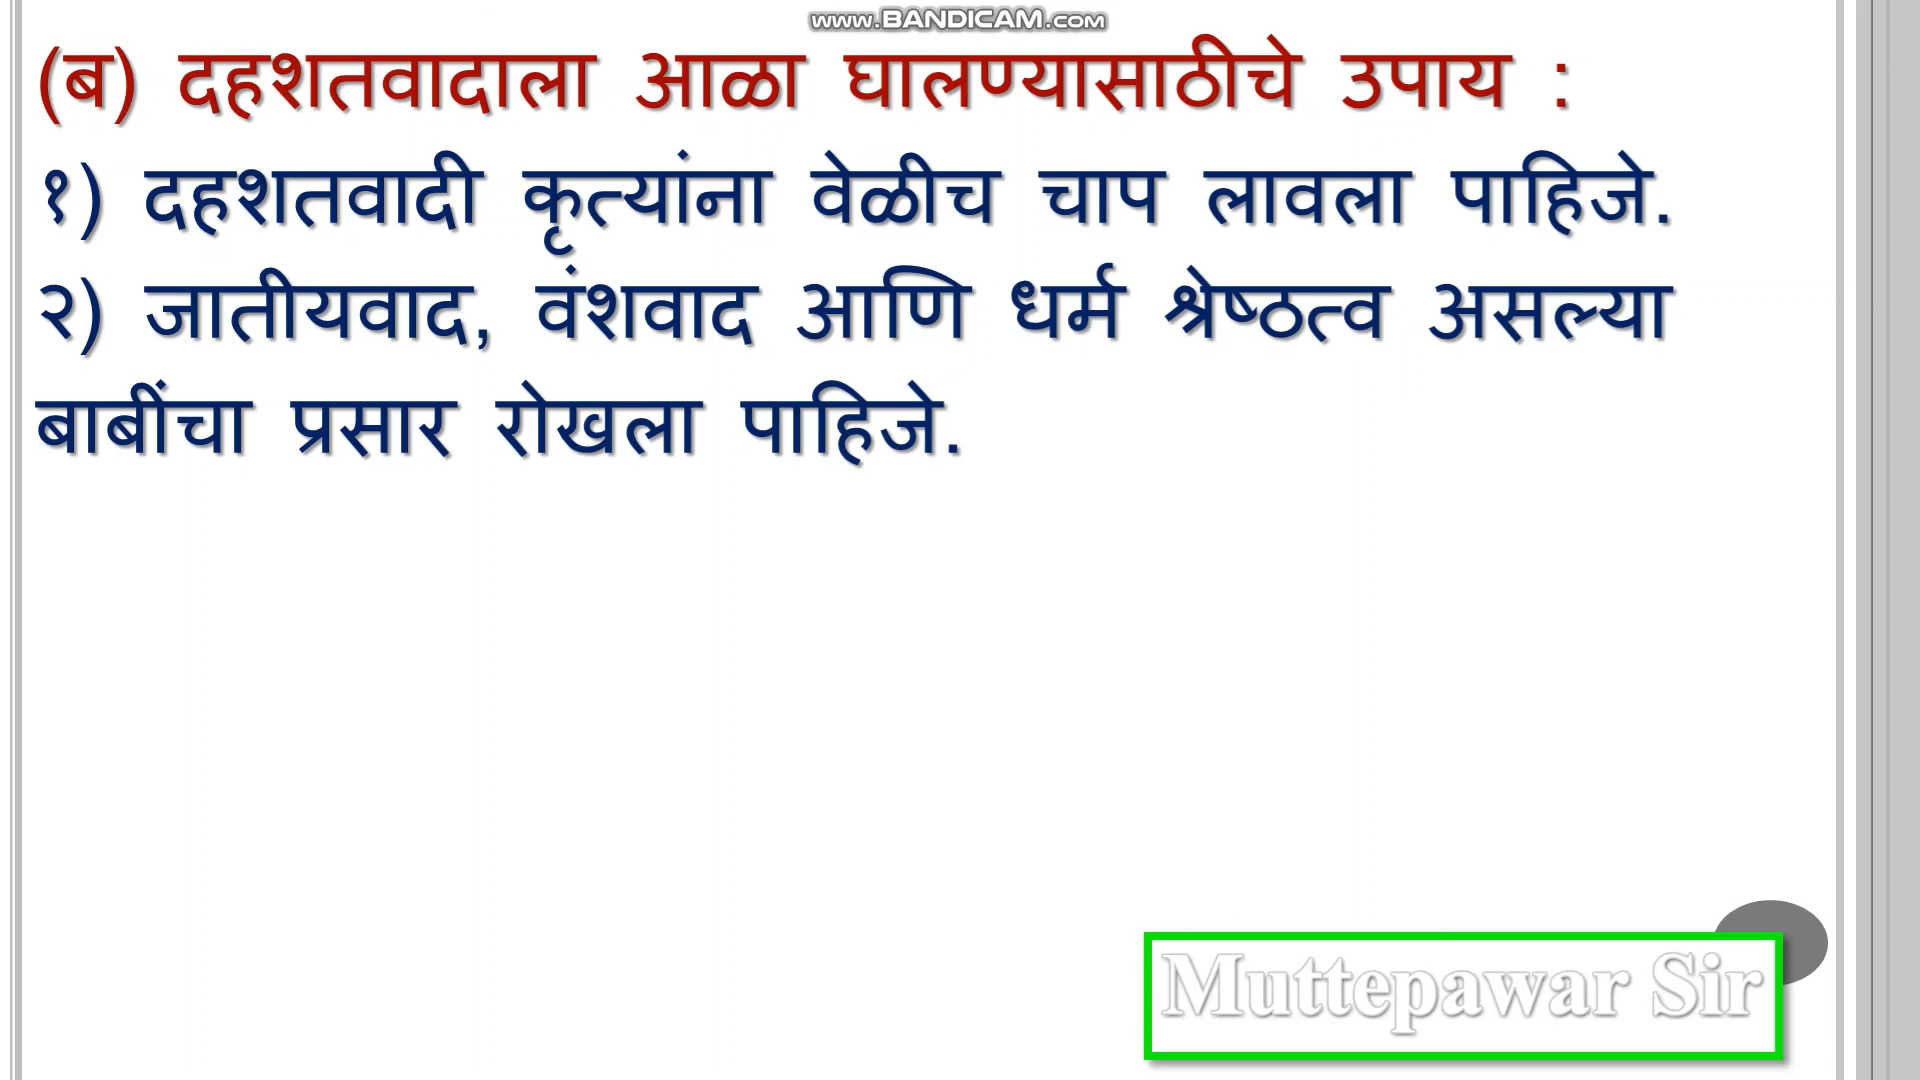 www.BANDICAM.com
(ब) दहशतवादाला आळा घालण्यासाठीचे उपाय :
१) दहशतवादी कृत्यांना वेळीच चाप लावला पाहिजे.
२) जातीयवाद, वंशवाद आणि धर्म श्रेष्ठत्व असल्या
बाबींचा प्रसार रोखला पाहिजे.
Muttepawar Sir